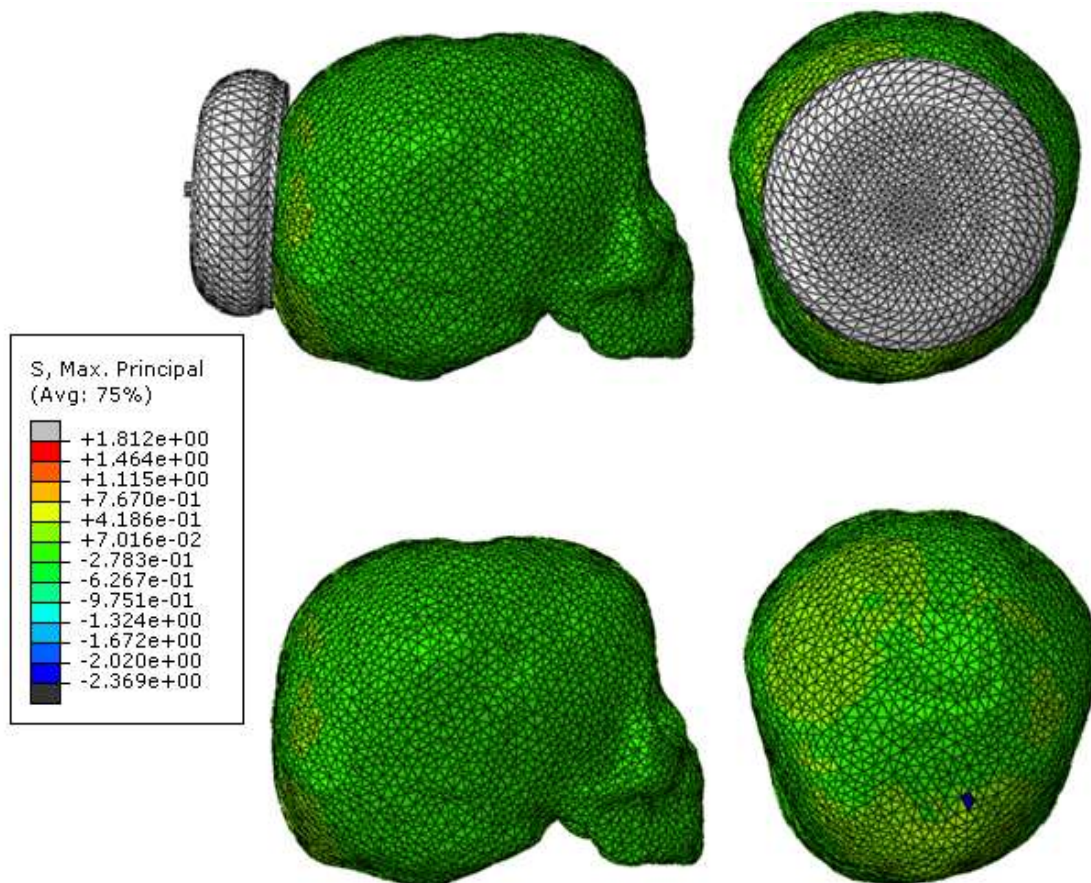 S, Max. Principal
(Avg: 75%)
+1.812e+00
+1.464e+00
+1.115e+00
+7.670e-01
+4.186e-01
+7.016e-02
-2.783e-01
-6.267e-01
-9.751e-01
-1.324e+00
-1.672e+00
-2.020e+00
-2.369e+00